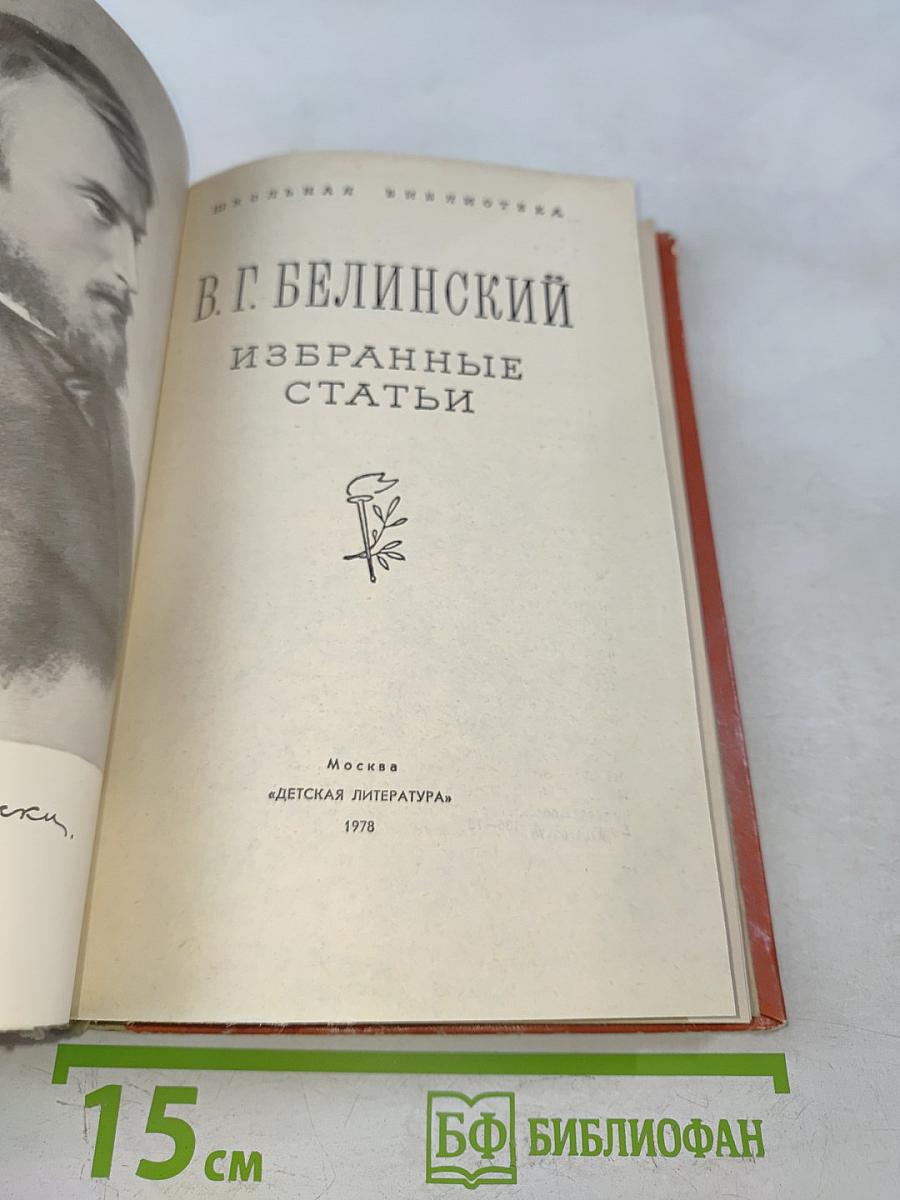 ШКОЛЬНАЯ БИБЛИОТЕКА
В. Г. БЕЛИНСКИЙ
ИЗБРАННЫЕ
СТАТЬИ
Москва
«ДЕТСКАЯ ЛИТЕРАТУРА»
1978
15 см
БФ БИБЛИОФАН